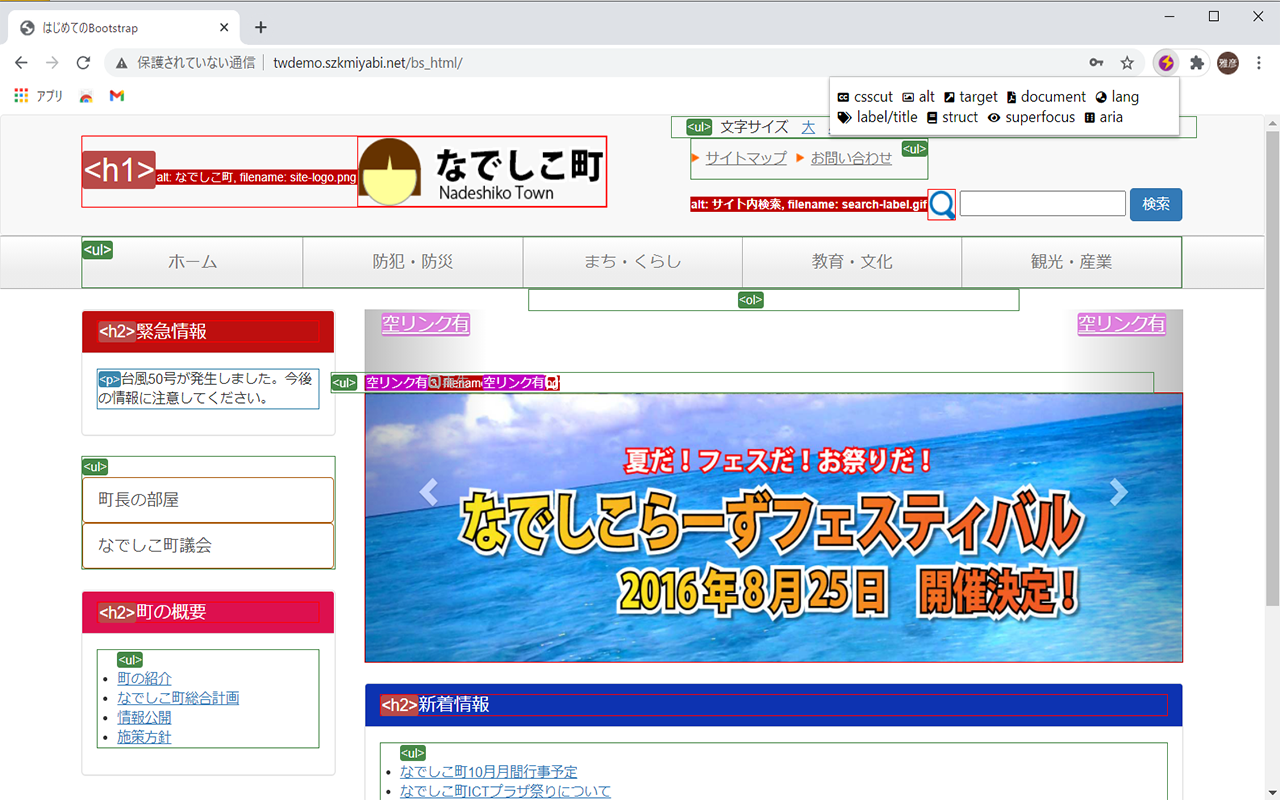 はじめてのBootstrap
保護されていない通信 twdemo.szkmiyabi.net/bs_html/
雅彦
アプリ
csscut alt target document lang
label/title struct superfocus aria
<ul> 文字サイズ 大
サイトマップ お問い合わせ <ul>
<h1> alt: なでしこ町, filename: site-logo.png
なでしこ町
Nadeshiko Town
alt: サイト内検索, filename: search-label.gif 検索
<ul> ホーム 防犯・防災 まち・くらし 教育・文化 観光・産業
<ol>
<h2>緊急情報
<p>台風50号が発生しました。今後
の情報に注意してください。
空リンク有 空リンク有
<ul> 空リンク有 filename 空リンク有
夏だ！フェスだ！お祭りだ！
なでしこらーずフェスティバル
2016年8月25日 開催決定！
<ul>
町長の部屋
なでしこ町議会
<h2>町の概要
<ul>
町の紹介
なでしこ町総合計画
情報公開
施策方針
<h2>新着情報
<ul>
なでしこ町10月月間行事予定
なでしこ町ICTプラザ祭りについて